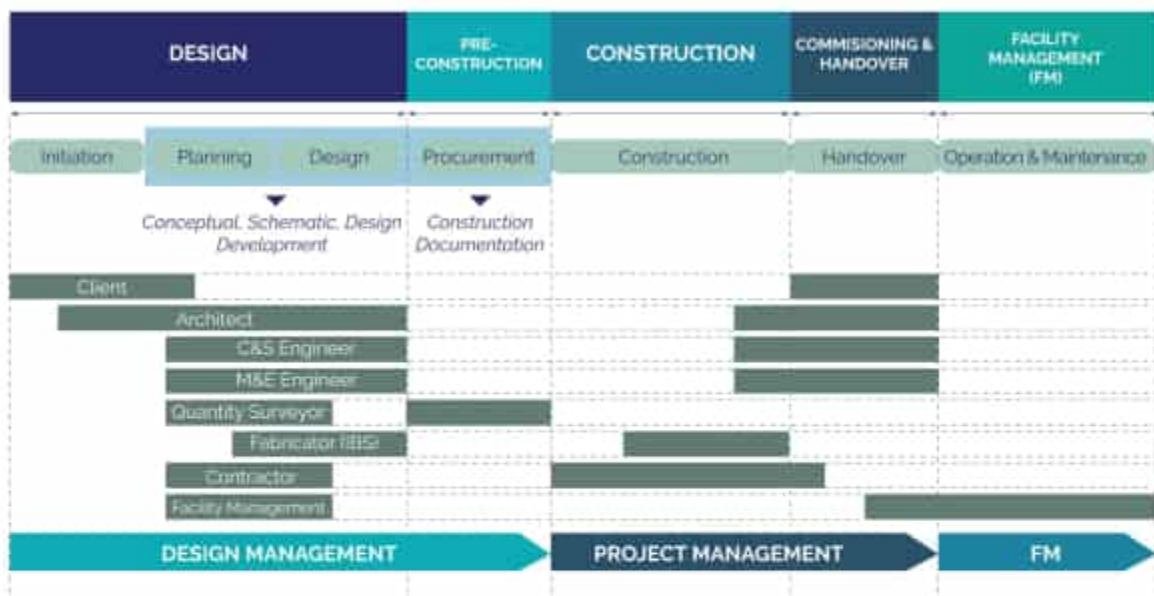 DESIGN
PRE-
CONSTRUCTION
CONSTRUCTION
COMMISIONING &
HANDOVER
FACILITY
MANAGEMENT
(FM)
Initiation
Planning
Design
Procurement
Construction
Handover
Operation & Maintenance
Conceptual, Schematic, Design
Development
Construction
Documentation
Client
Architect
C&S Engineer
M&E Engineer
Quantity Surveyor
Fabricator (IBS)
Contractor
Facility Management
DESIGN MANAGEMENT
PROJECT MANAGEMENT
FM